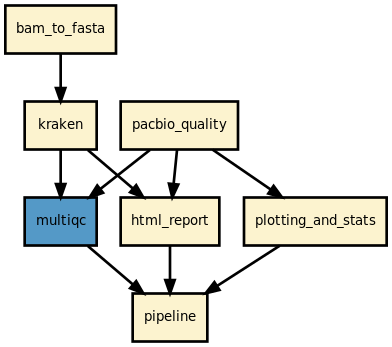 bam_to_fasta
kraken
pacbio_quality
multiqc
html_report
plotting_and_stats
pipeline